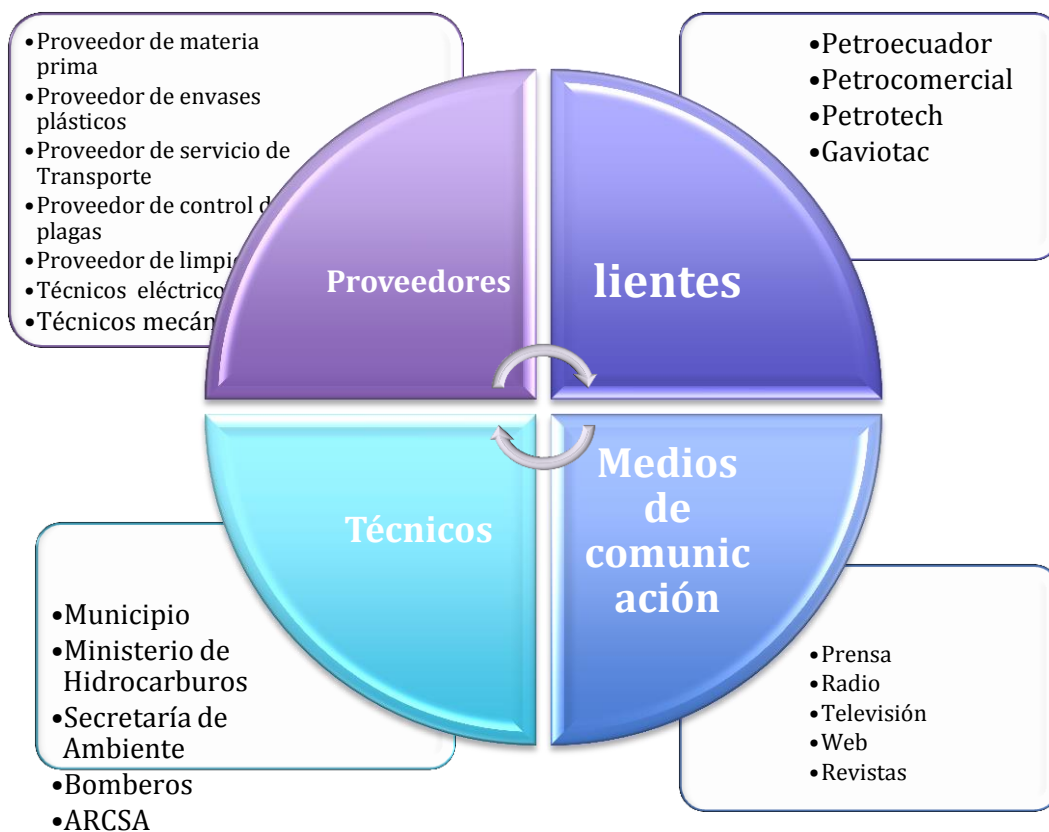 •Proveedor de materia
prima
•Proveedor de envases
plásticos
•Proveedor de servicio de
Transporte
•Proveedor de control d
plagas
•Proveedor de limpi
•Técnicos eléctrico
•Técnicos mecán
•Petroecuador
•Petrocomercial
•Petrotech
•Gaviotac
Proveedores
lientes
Técnicos
Medios
de
comunic
ación
•Municipio
•Ministerio de
Hidrocarburos
•Secretaría de
Ambiente
•Bomberos
•ARCSA
•Prensa
•Radio
•Televisión
•Web
•Revistas